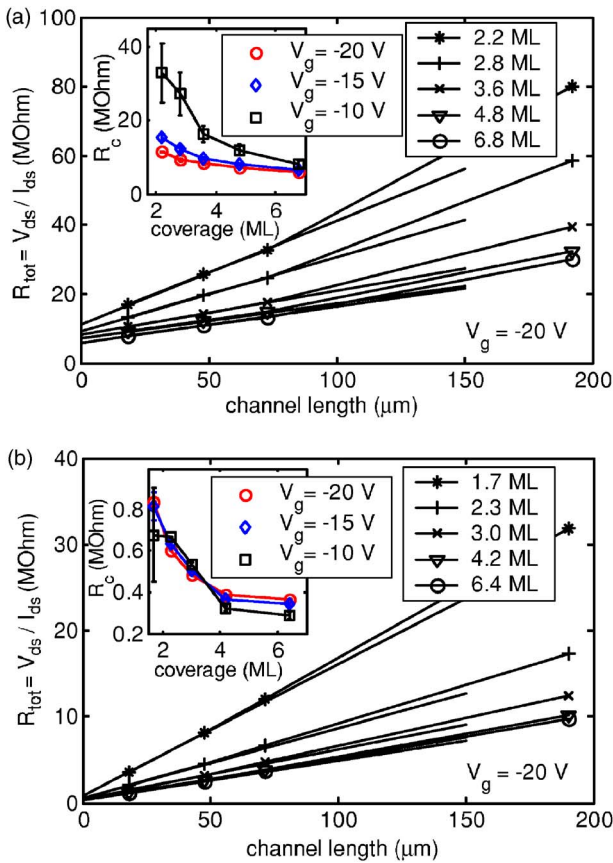 (a)
100
80
60
40
20
0
R_tot = V_ds / I_ds (MOhm)
0 50 100 150 200
channel length (μm)
V_g = -20 V
40
20
0
R_c (MOhm)
2 4 6
coverage (ML)
V_g = -20 V
V_g = -15 V
V_g = -10 V
2.2 ML
2.8 ML
3.6 ML
4.8 ML
6.8 ML
(b)
40
30
20
10
0
R_tot = V_ds / I_ds (MOhm)
0 50 100 150 200
channel length (μm)
V_g = -20 V
0.8
0.6
0.4
0.2
R_c (MOhm)
2 4 6
coverage (ML)
V_g = -20 V
V_g = -15 V
V_g = -10 V
1.7 ML
2.3 ML
3.0 ML
4.2 ML
6.4 ML